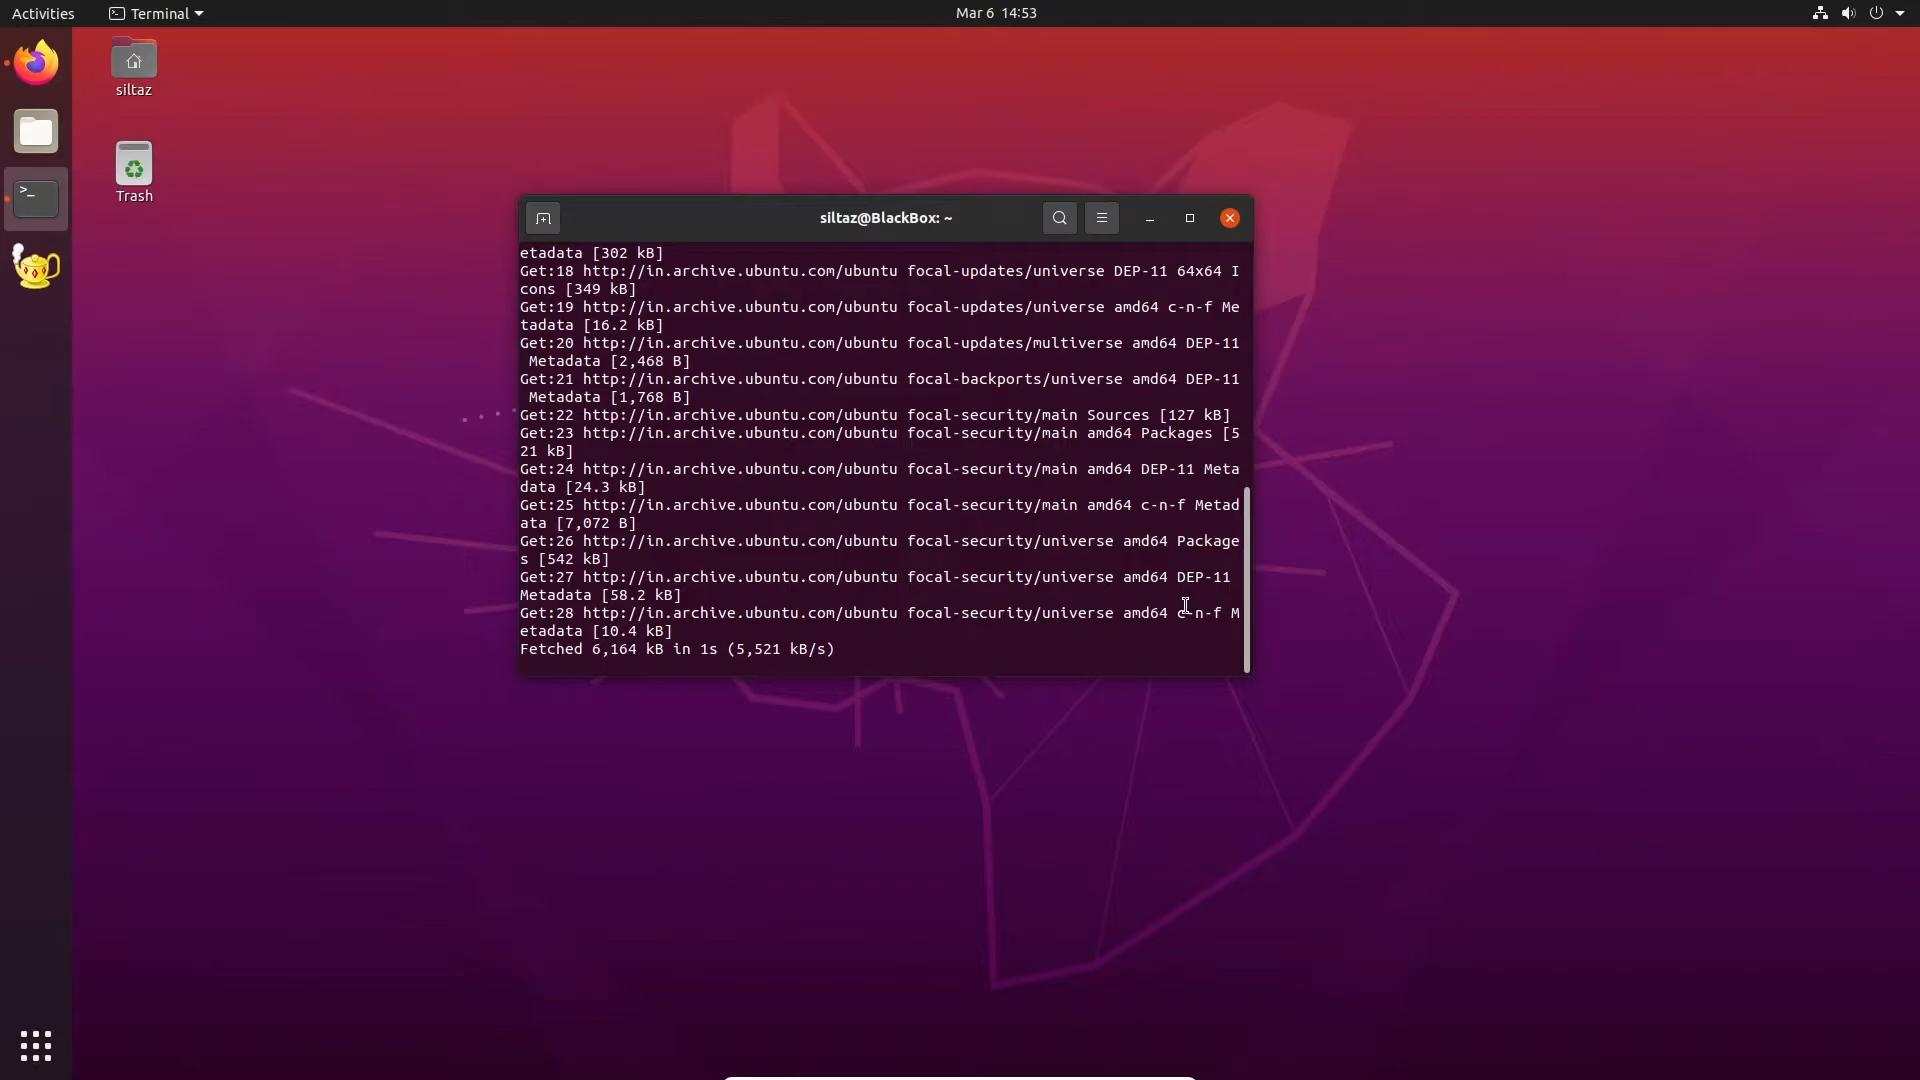 Activities
Terminal
Mar 6 14:53
siltaz
Trash
siltaz@BlackBox: ~
etadata [302 kB]
Get:18 http://in.archive.ubuntu.com/ubuntu focal-updates/universe DEP-11 64x64 I
cons [349 kB]
Get:19 http://in.archive.ubuntu.com/ubuntu focal-updates/universe amd64 c-n-f Me
tadata [16.2 kB]
Get:20 http://in.archive.ubuntu.com/ubuntu focal-updates/multiverse amd64 DEP-11
 Metadata [2,468 B]
Get:21 http://in.archive.ubuntu.com/ubuntu focal-backports/universe amd64 DEP-11
 Metadata [1,768 B]
Get:22 http://in.archive.ubuntu.com/ubuntu focal-security/main Sources [127 kB]
Get:23 http://in.archive.ubuntu.com/ubuntu focal-security/main amd64 Packages [5
21 kB]
Get:24 http://in.archive.ubuntu.com/ubuntu focal-security/main amd64 DEP-11 Meta
data [24.3 kB]
Get:25 http://in.archive.ubuntu.com/ubuntu focal-security/main amd64 c-n-f Metad
ata [7,072 B]
Get:26 http://in.archive.ubuntu.com/ubuntu focal-security/universe amd64 Package
s [542 kB]
Get:27 http://in.archive.ubuntu.com/ubuntu focal-security/universe amd64 DEP-11
Metadata [58.2 kB]
Get:28 http://in.archive.ubuntu.com/ubuntu focal-security/universe amd64 c-n-f M
etadata [10.4 kB]
Fetched 6,164 kB in 1s (5,521 kB/s)